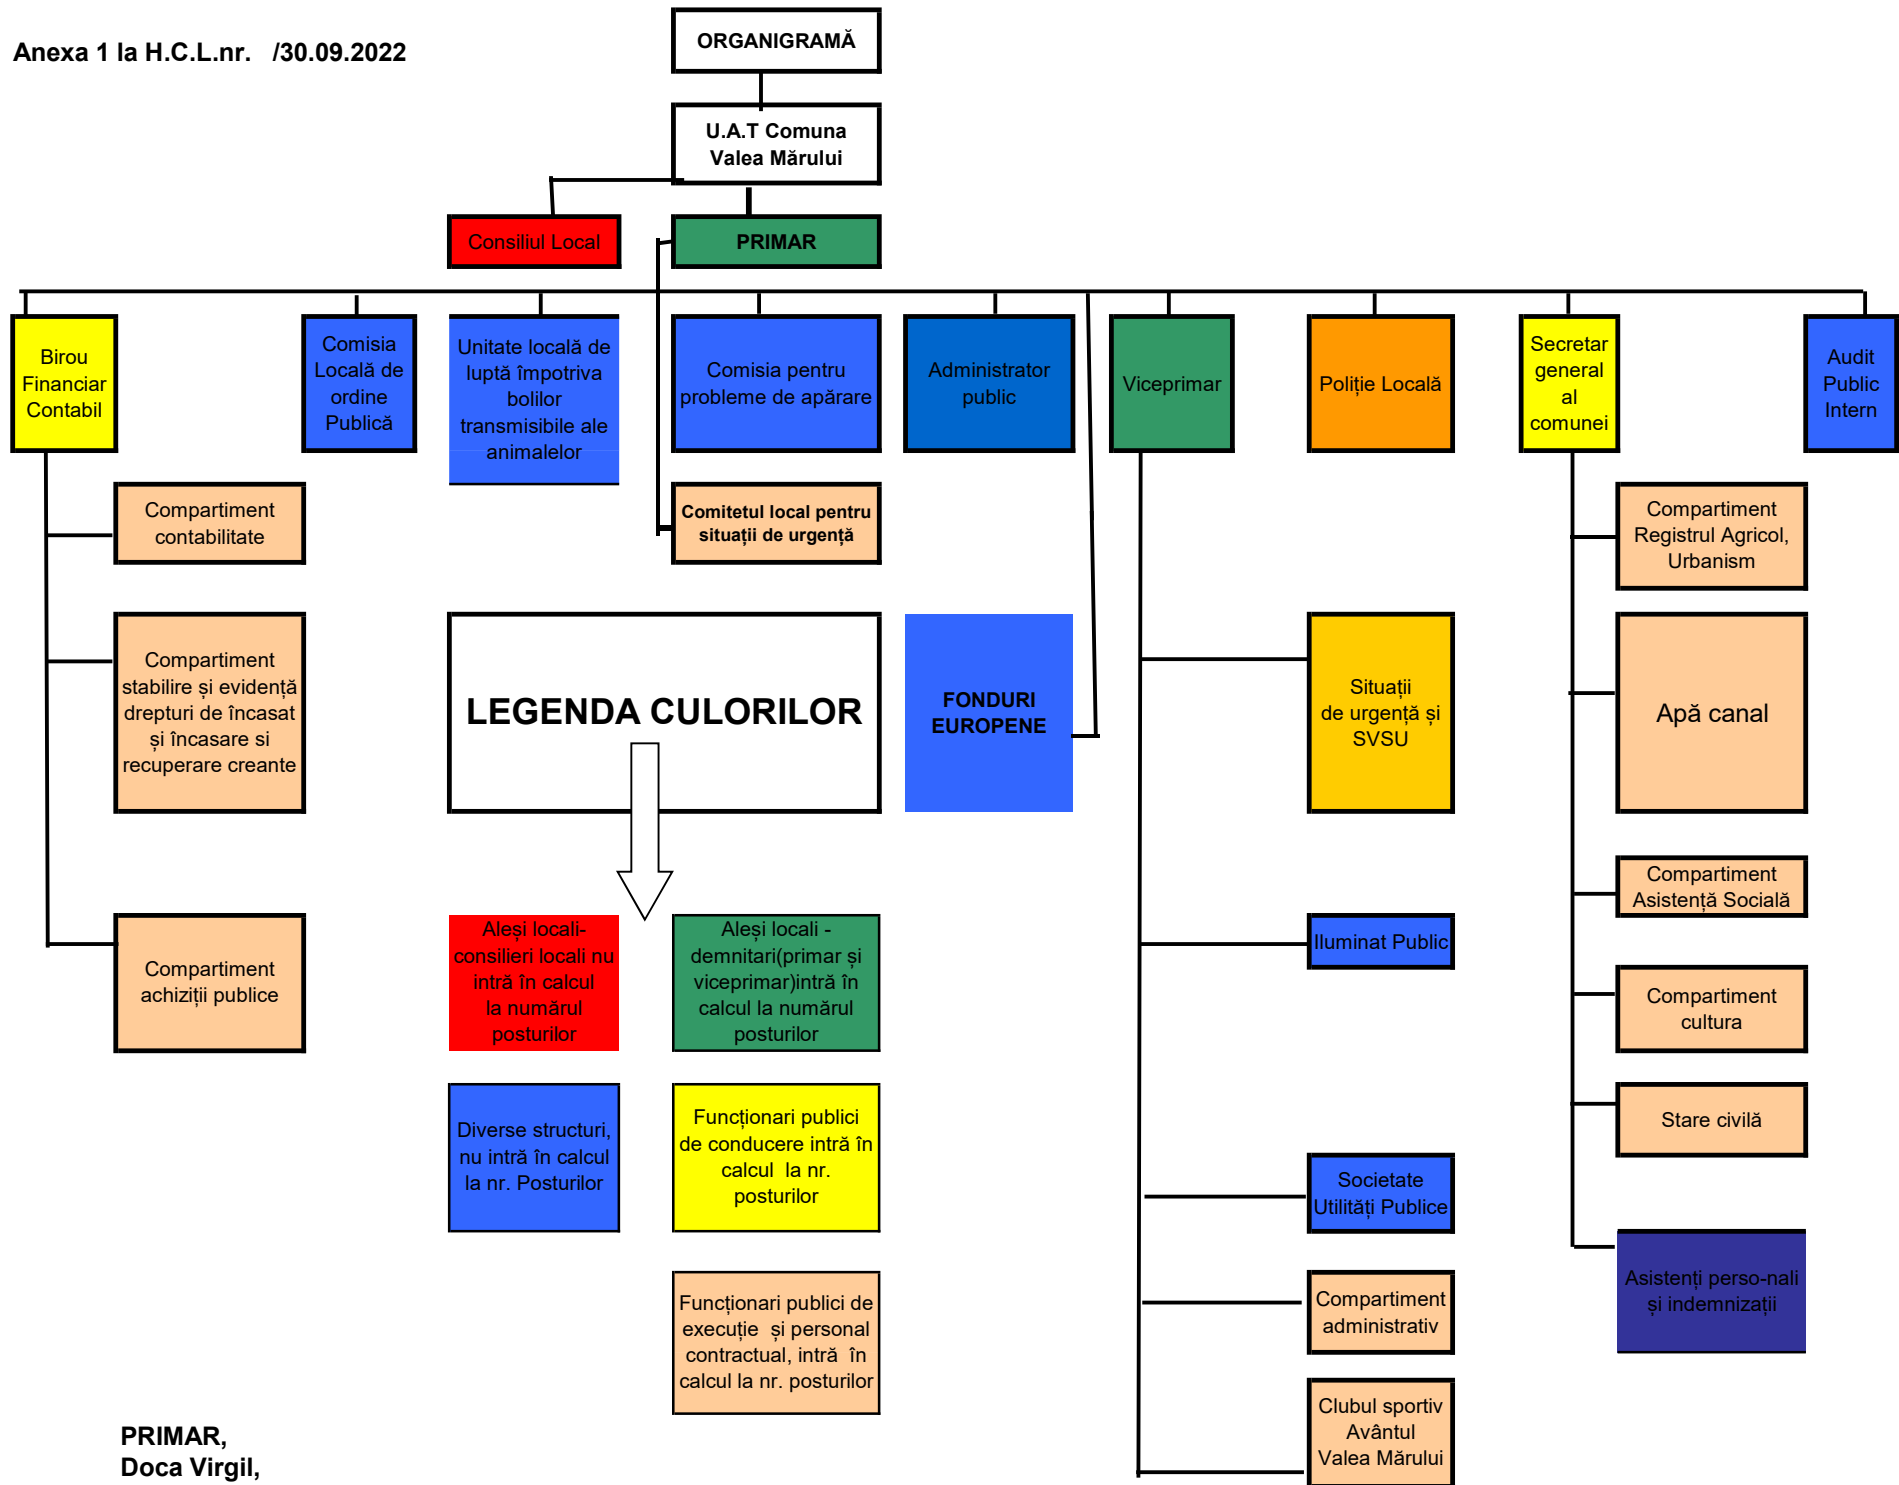 Anexa 1 la H.C.L.nr. /30.09.2022
ORGANIGRAMĂ
U.A.T Comuna
Valea Mărului
Consiliul Local
PRIMAR
Birou
Financiar
Contabil
Comisia
Locală de
ordine
Publică
Unitate locală de
luptă împotriva
bolilor
transmisibile ale
animalelor
Comisia pentru
probleme de apărare
Administrator
public
Viceprimar
Poliție Locală
Secretar
general
al
comunei
Audit
Public
Intern
Compartiment
contabilitate
Comitetul local pentru
situații de urgență
Compartiment
Registrul Agricol,
Urbanism
Compartiment
stabilire și evidență
drepturi de încasat
și încasare si
recuperare creante
LEGENDA CULORILOR
FONDURI
EUROPENE
Situații
de urgență și
SVSU
Apă canal
Compartiment
Asistență Socială
Compartiment
achiziții publice
Aleși locali-
consilieri locali nu
intră în calcul
la numărul
posturilor
Aleși locali -
demnitari(primar și
viceprimar)intră în
calcul la numărul
posturilor
Iluminat Public
Compartiment
cultura
Diverse structuri,
nu intră în calcul
la nr. Posturilor
Funcționari publici
de conducere intră în
calcul la nr.
posturilor
Stare civilă
Societate
Utilități Publice
Asistenți perso-nali
și indemnizații
Funcționari publici de
execuție și personal
contractual, intră în
calcul la nr. posturilor
Compartiment
administrativ
Clubul sportiv
Avântul
Valea Mărului
PRIMAR,
Doca Virgil,